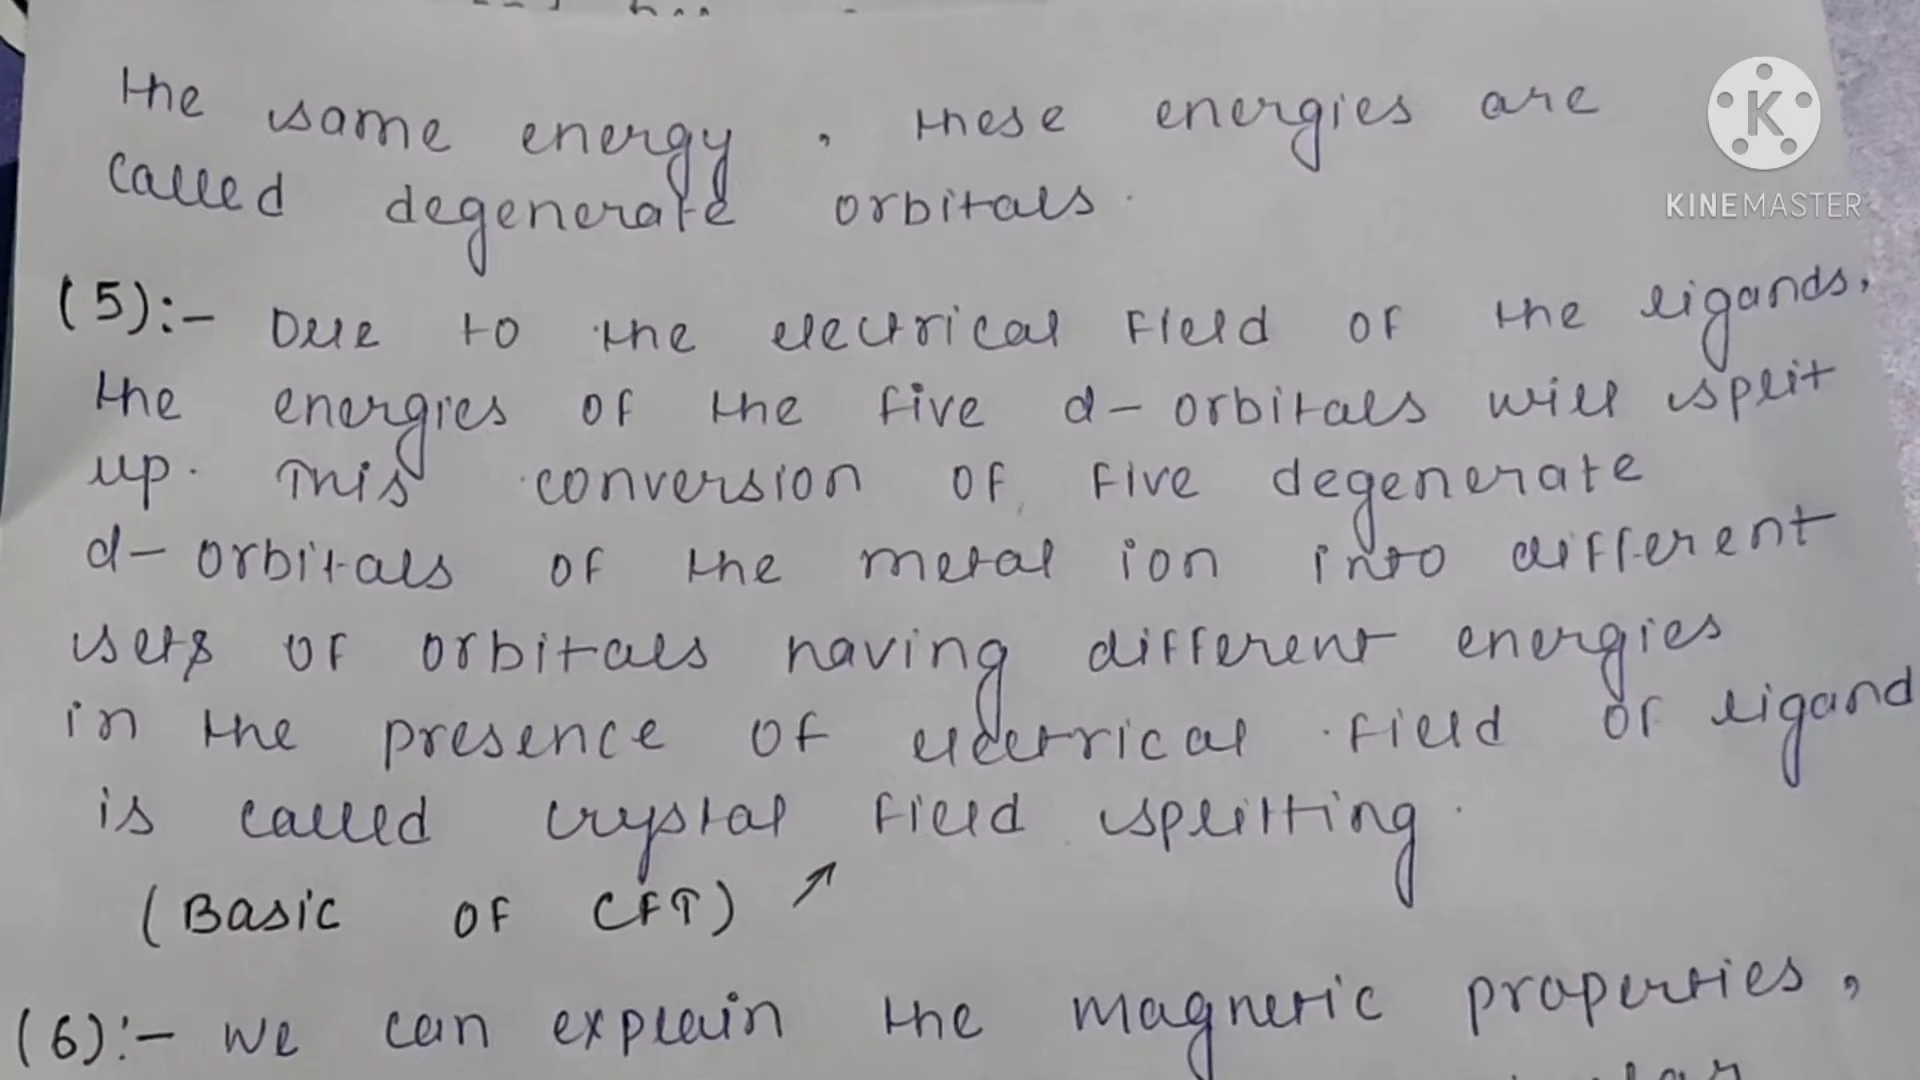 the same energy, these energies are
called degenerate orbitals.
(5):- Due to the electrical field of the ligands,
the energies of the five d- orbitals will split
up. This conversion of five degenerate
d- orbitals of the metal ion into different
sets of orbitals having different energies
in the presence of electrical field of ligand
is called crystal field splitting.
(Basic of CFT) ↗
(6):- We can explain the magnetic properties,
KINEMASTER